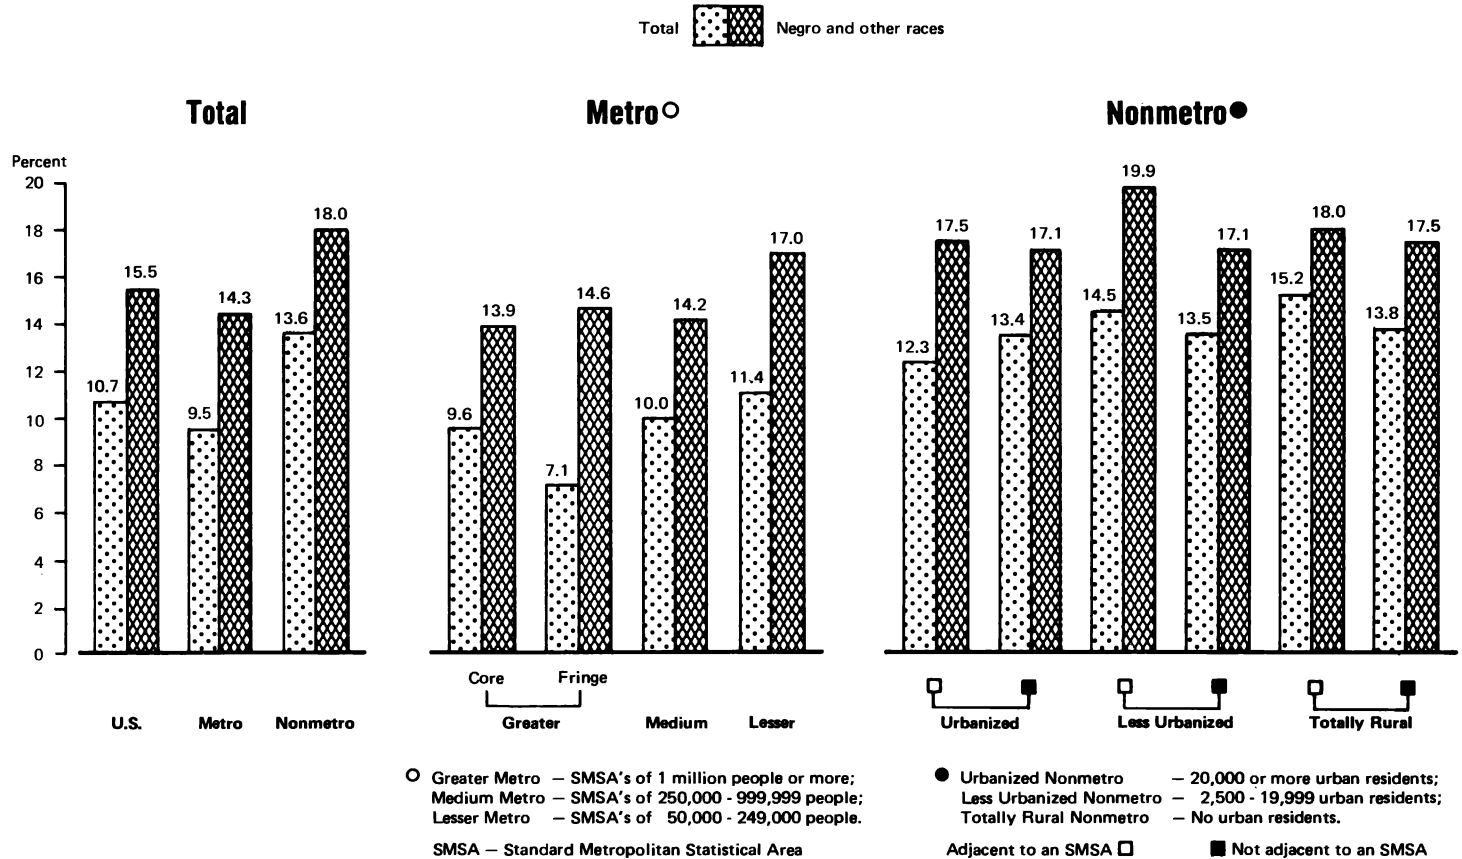 Total Negro and other races
Total Metro Nonmetro
Percent
20
18
16
14
12
10
8
6
4
2
0
10.7 15.5 9.5 14.3 13.6 18.0
9.6 13.9 7.1 14.6 10.0 14.2 11.4 17.0
12.3 17.5 13.4 17.1 14.5 19.9 13.5 17.1 15.2 18.0 13.8 17.5
Core Fringe
U.S. Metro Nonmetro
Greater Medium Lesser
Urbanized Less Urbanized Totally Rural
Greater Metro – SMSA's of 1 million people or more;
Medium Metro – SMSA's of 250,000 - 999,999 people;
Lesser Metro – SMSA's of 50,000 - 249,000 people.
SMSA – Standard Metropolitan Statistical Area
Urbanized Nonmetro – 20,000 or more urban residents;
Less Urbanized Nonmetro – 2,500 - 19,999 urban residents;
Totally Rural Nonmetro – No urban residents.
Adjacent to an SMSA Not adjacent to an SMSA